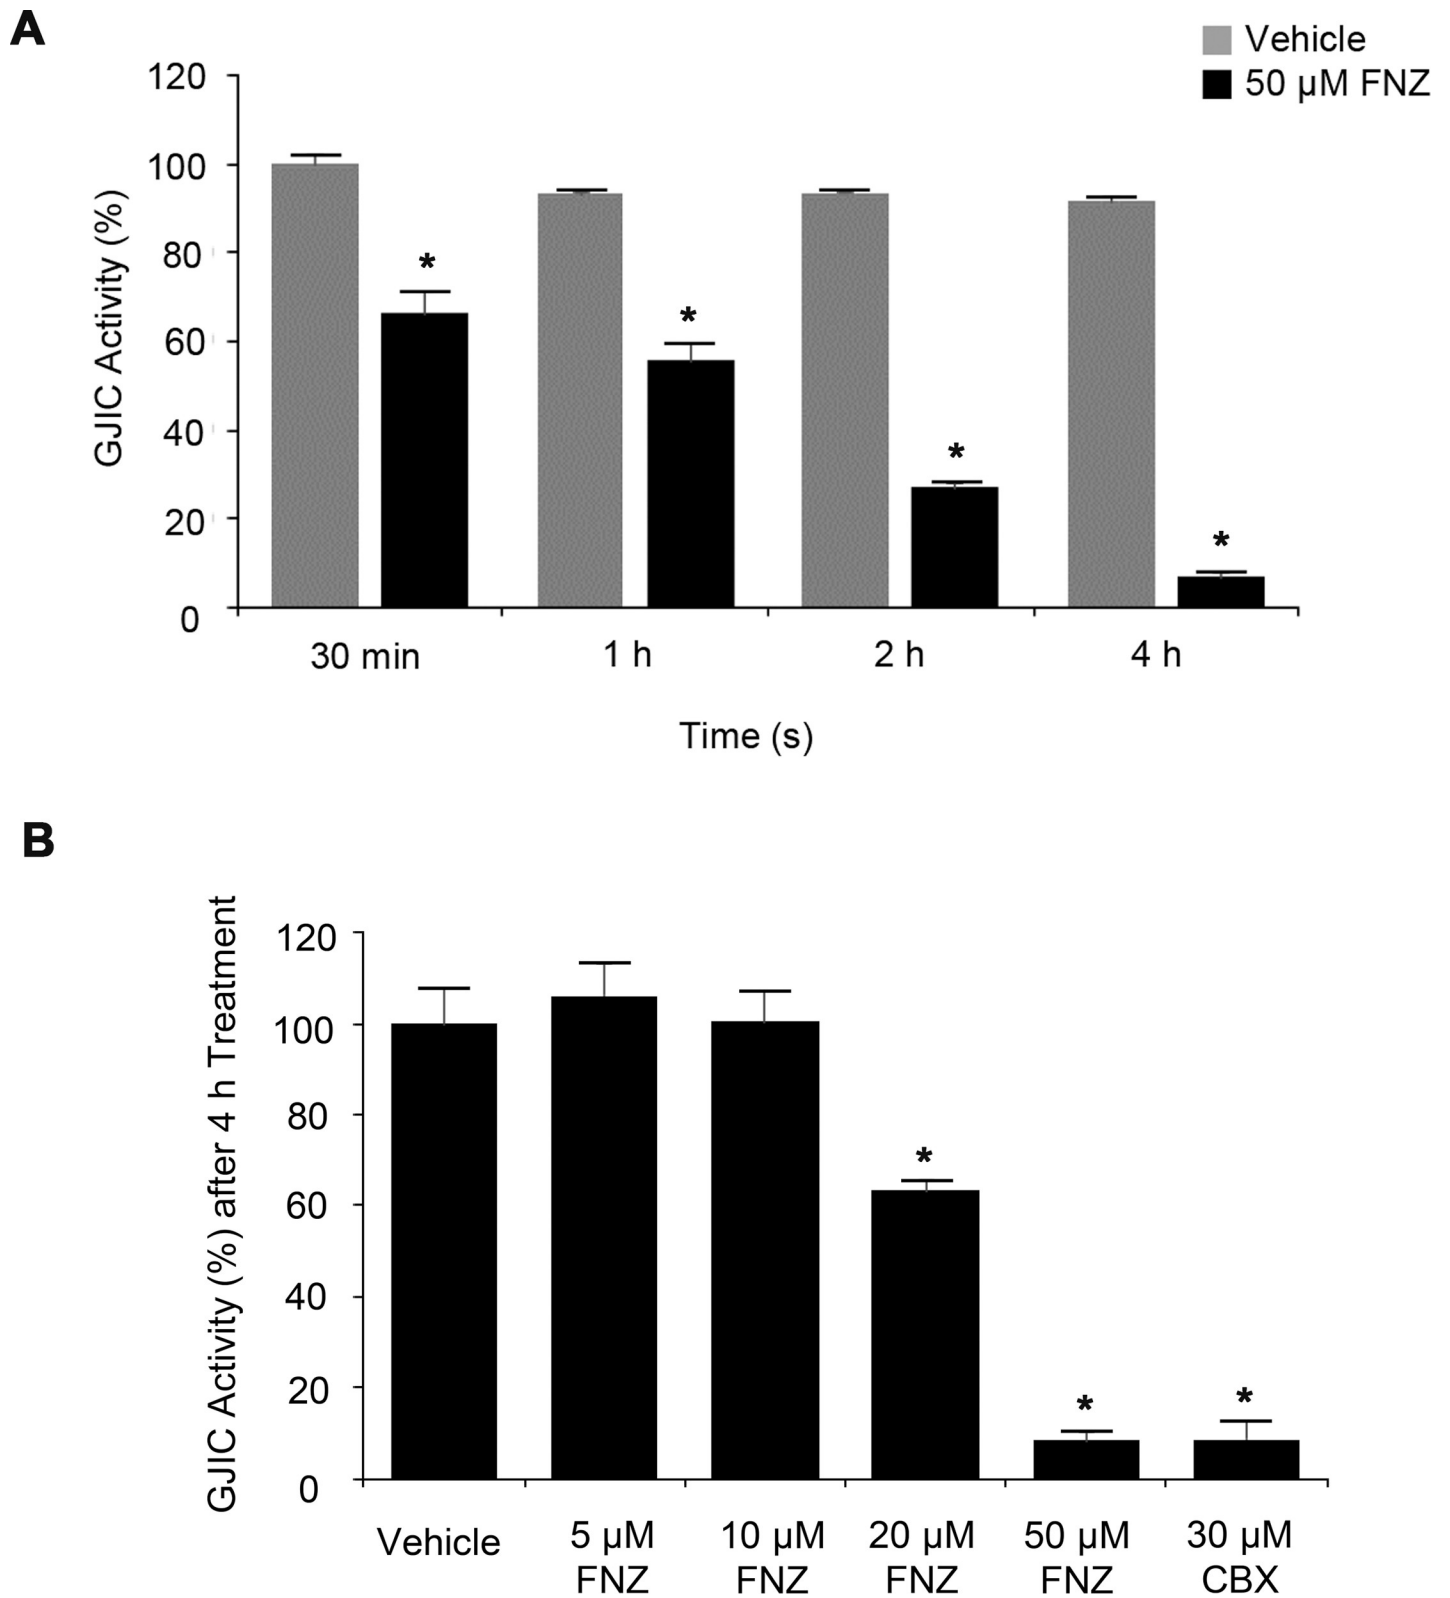 A
Vehicle
50 µM FNZ
120
100
80
60
40
20
0
GJIC Activity (%)
*
*
*
*
30 min
1 h
2 h
4 h
Time (s)
B
GJIC Activity (%) after 4 h Treatment
120
100
80
60
40
20
0
*
*
*
Vehicle
5 µM
FNZ
10 µM
FNZ
20 µM
FNZ
50 µM
FNZ
30 µM
CBX